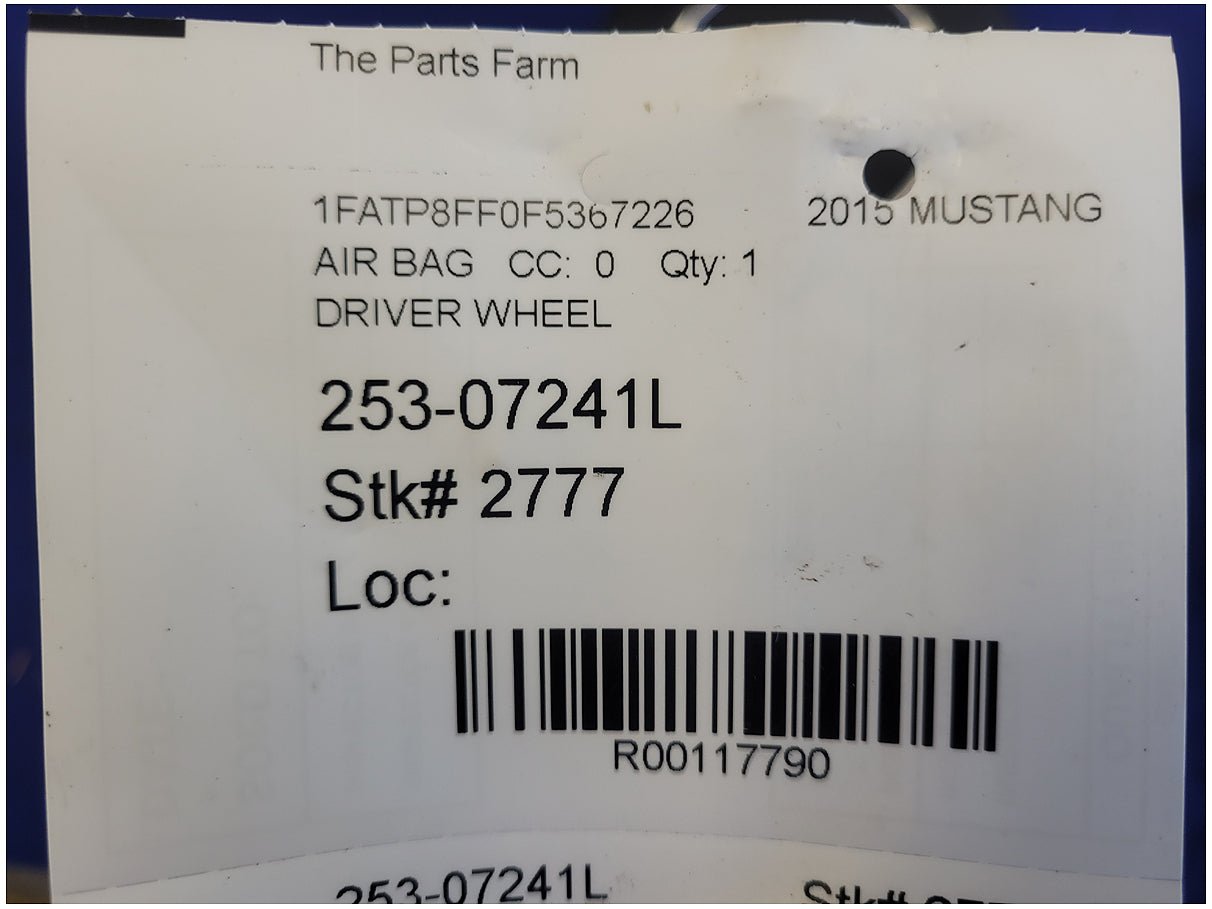 The Parts Farm
1FATP8FF0F5367226 2015 MUSTANG
AIR BAG CC: 0 Qty: 1
DRIVER WHEEL
253-07241L
Stk# 2777
Loc:
R00117790
253-07241L Stk#